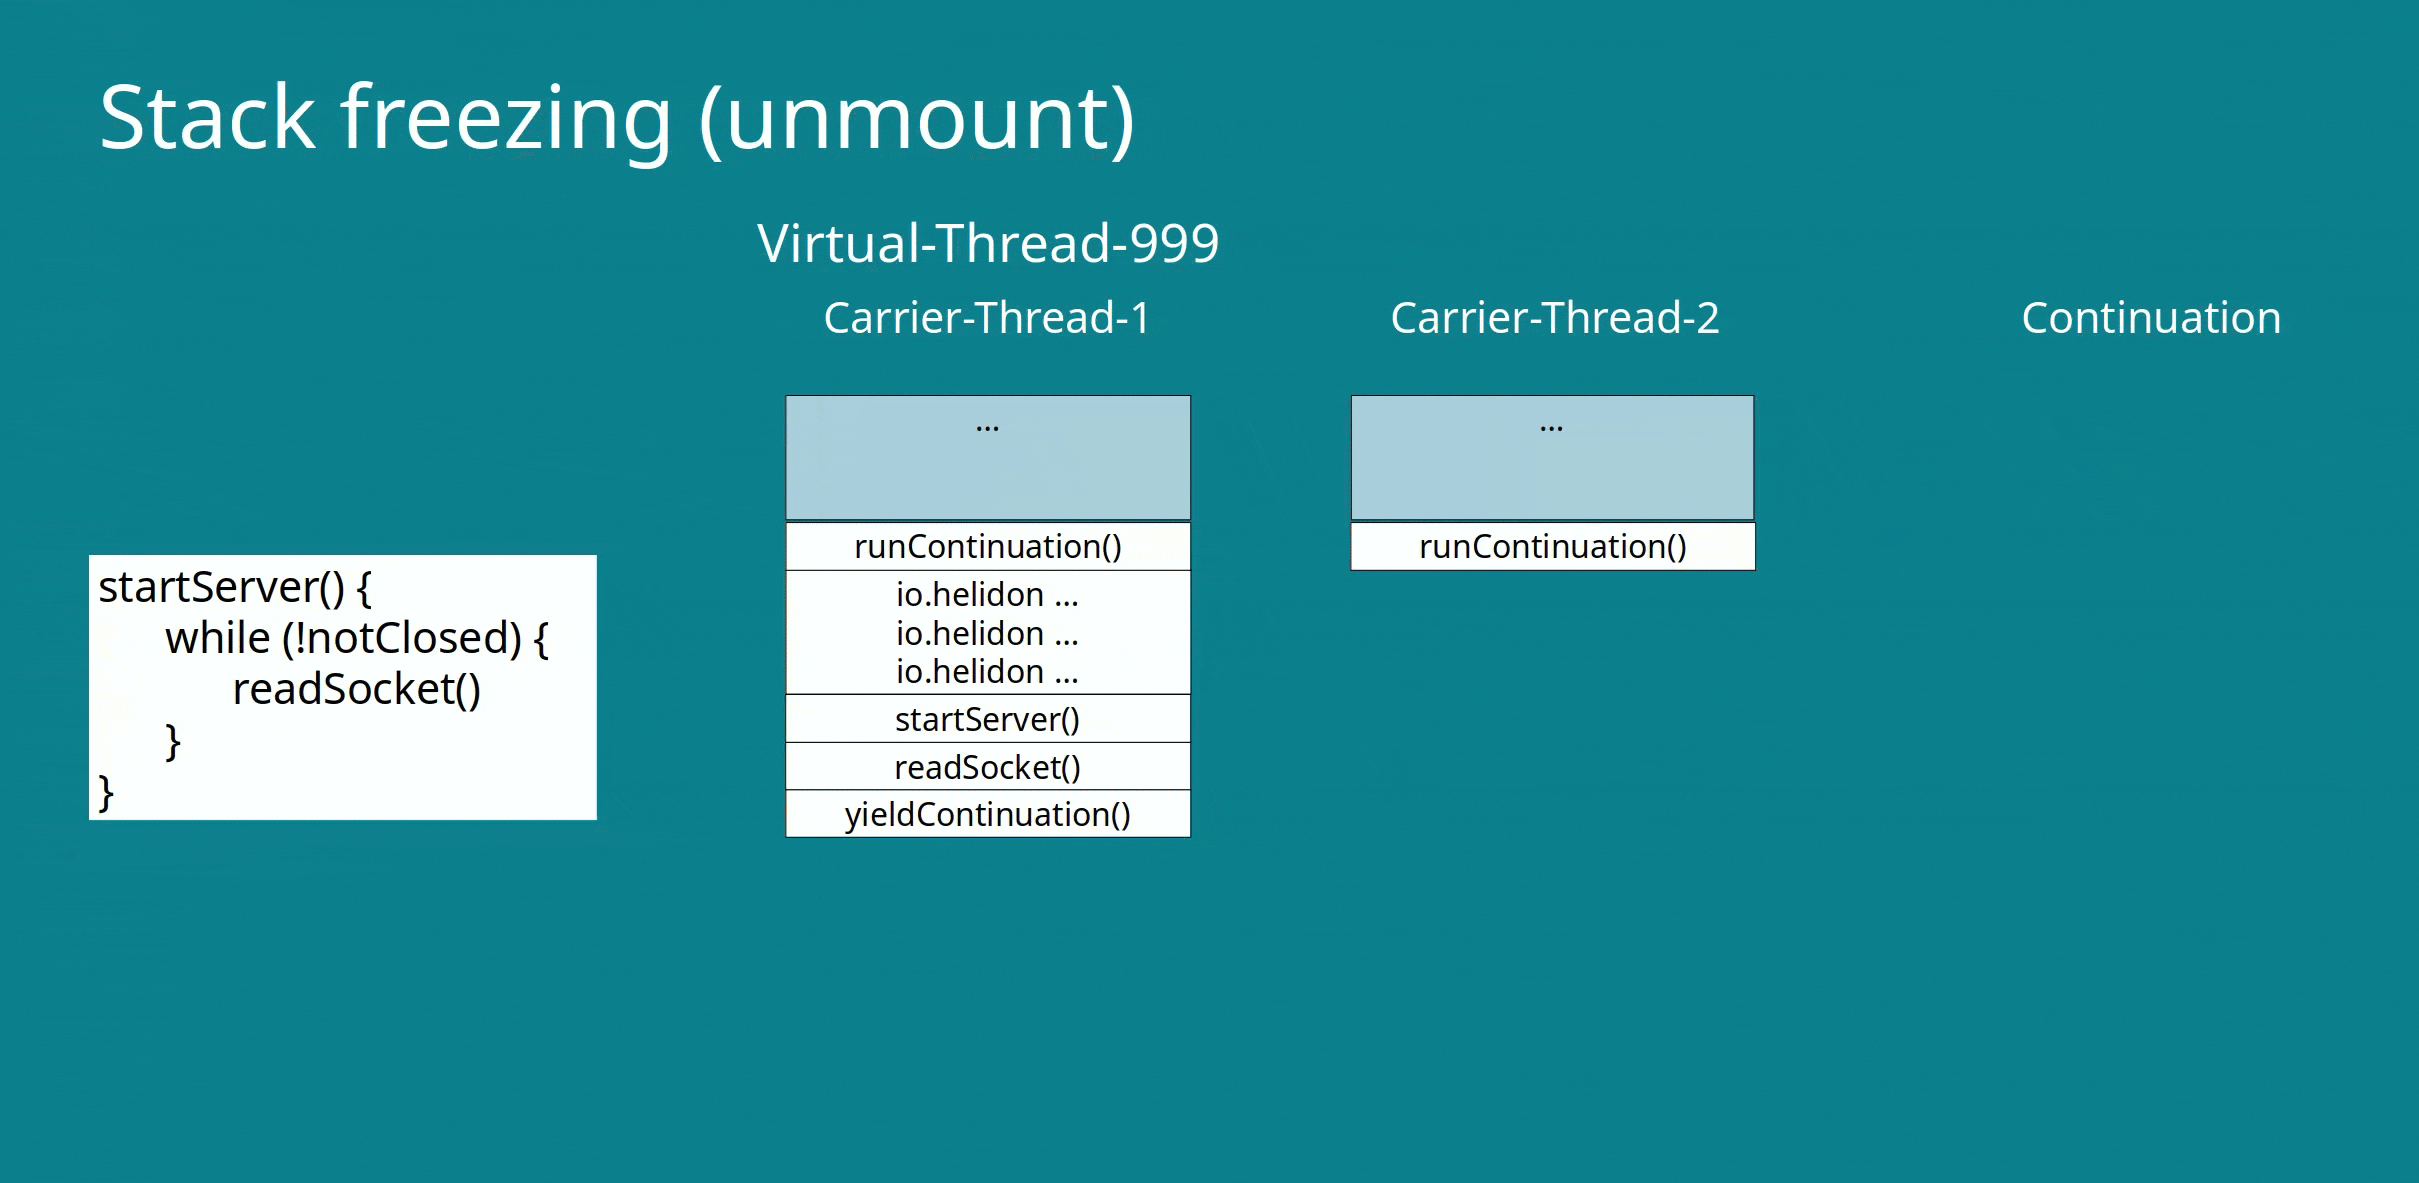 Stack freezing (unmount)
Virtual-Thread-999
Carrier-Thread-1
Carrier-Thread-2
Continuation
startServer() {
while (!notClosed) {
readSocket()
}
}
...
runContinuation()
io.helidon ...
io.helidon ...
io.helidon ...
startServer()
readSocket()
yieldContinuation()
...
runContinuation()